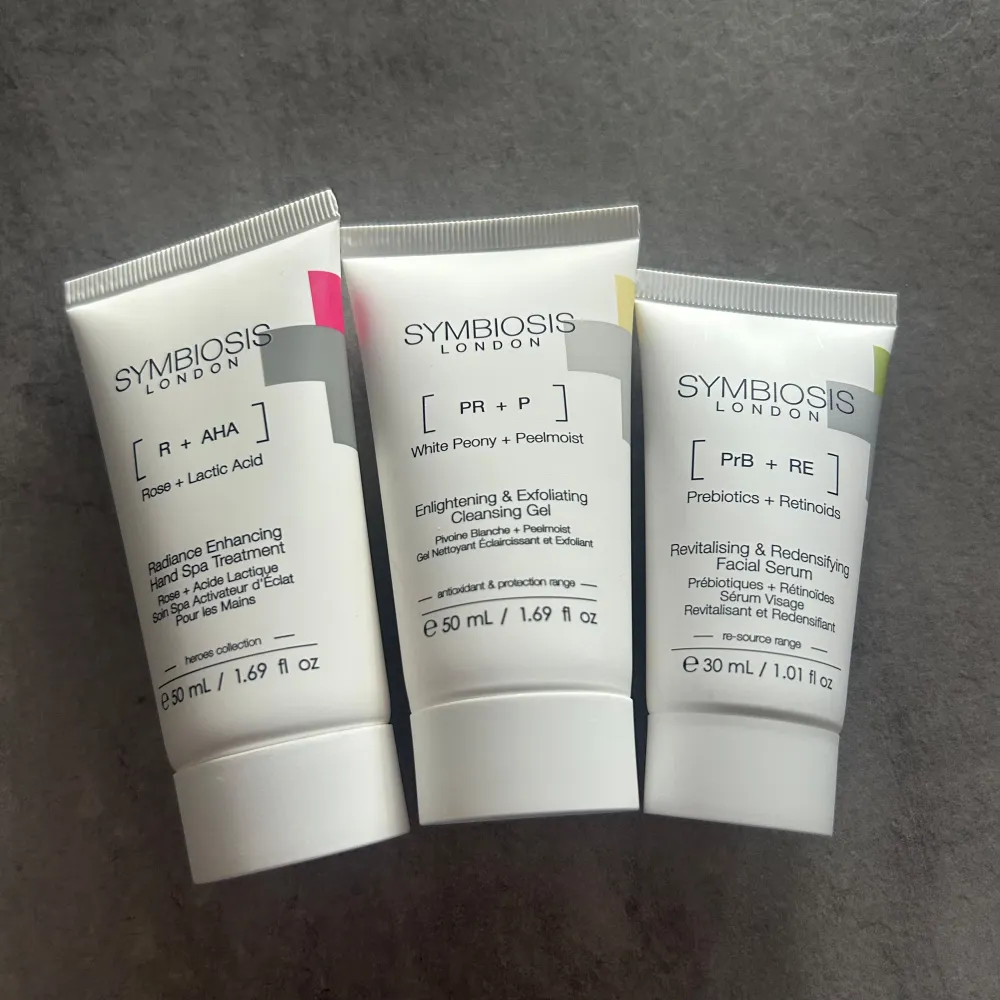 SYMBIOSIS
LONDON
[ R + AHA ]
Rose + Lactic Acid
Radiance Enhancing
Hand Spa Treatment
Rose + Acide Lactique
Soin Spa Activateur d'Éclat
Pour les Mains
heroes collection
e 50 mL / 1.69 fl oz
SYMBIOSIS
LONDON
[ PR + P ]
White Peony + Peelmoist
Enlightening & Exfoliating
Cleansing Gel
Pivoine Blanche + Peelmoist
Gel Nettoyant Éclaircissant et Exfoliant
antioxidant & protection range
e 50 mL / 1.69 fl oz
SYMBIOSIS
LONDON
[ PrB + RE ]
Prebiotics + Retinoids
Revitalising & Redensifying
Facial Serum
Prébiotiques + Rétinoïdes
Sérum Visage
Revitalisant et Redensifiant
re-source range
e 30 mL / 1.01 fl oz